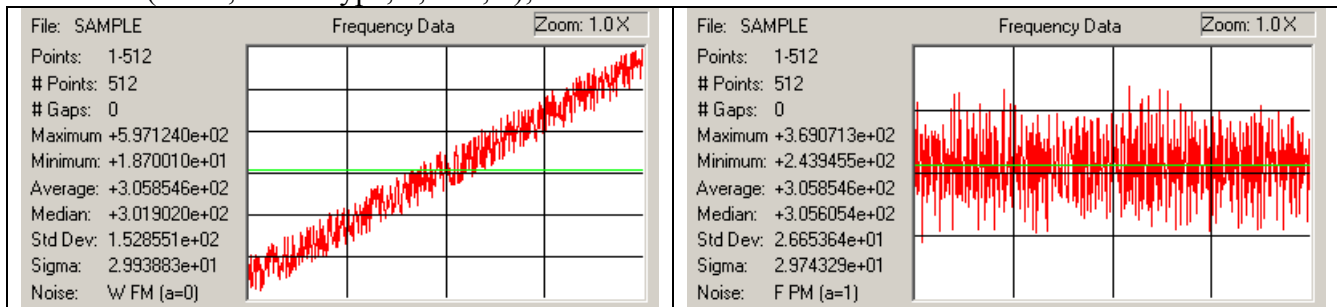 File: SAMPLE Frequency Data Zoom: 1.0 X
Points: 1-512
# Points: 512
# Gaps: 0
Maximum +5.971240e+02
Minimum: +1.870010e+01
Average: +3.058546e+02
Median: +3.019020e+02
Std Dev: 1.528551e+02
Sigma: 2.993883e+01
Noise: W FM (a=0)
File: SAMPLE Frequency Data Zoom: 1.0 X
Points: 1-512
# Points: 512
# Gaps: 0
Maximum +3.690713e+02
Minimum: +2.439455e+02
Average: +3.058546e+02
Median: +3.056054e+02
Std Dev: 2.665364e+01
Sigma: 2.974329e+01
Noise: F PM (a=1)